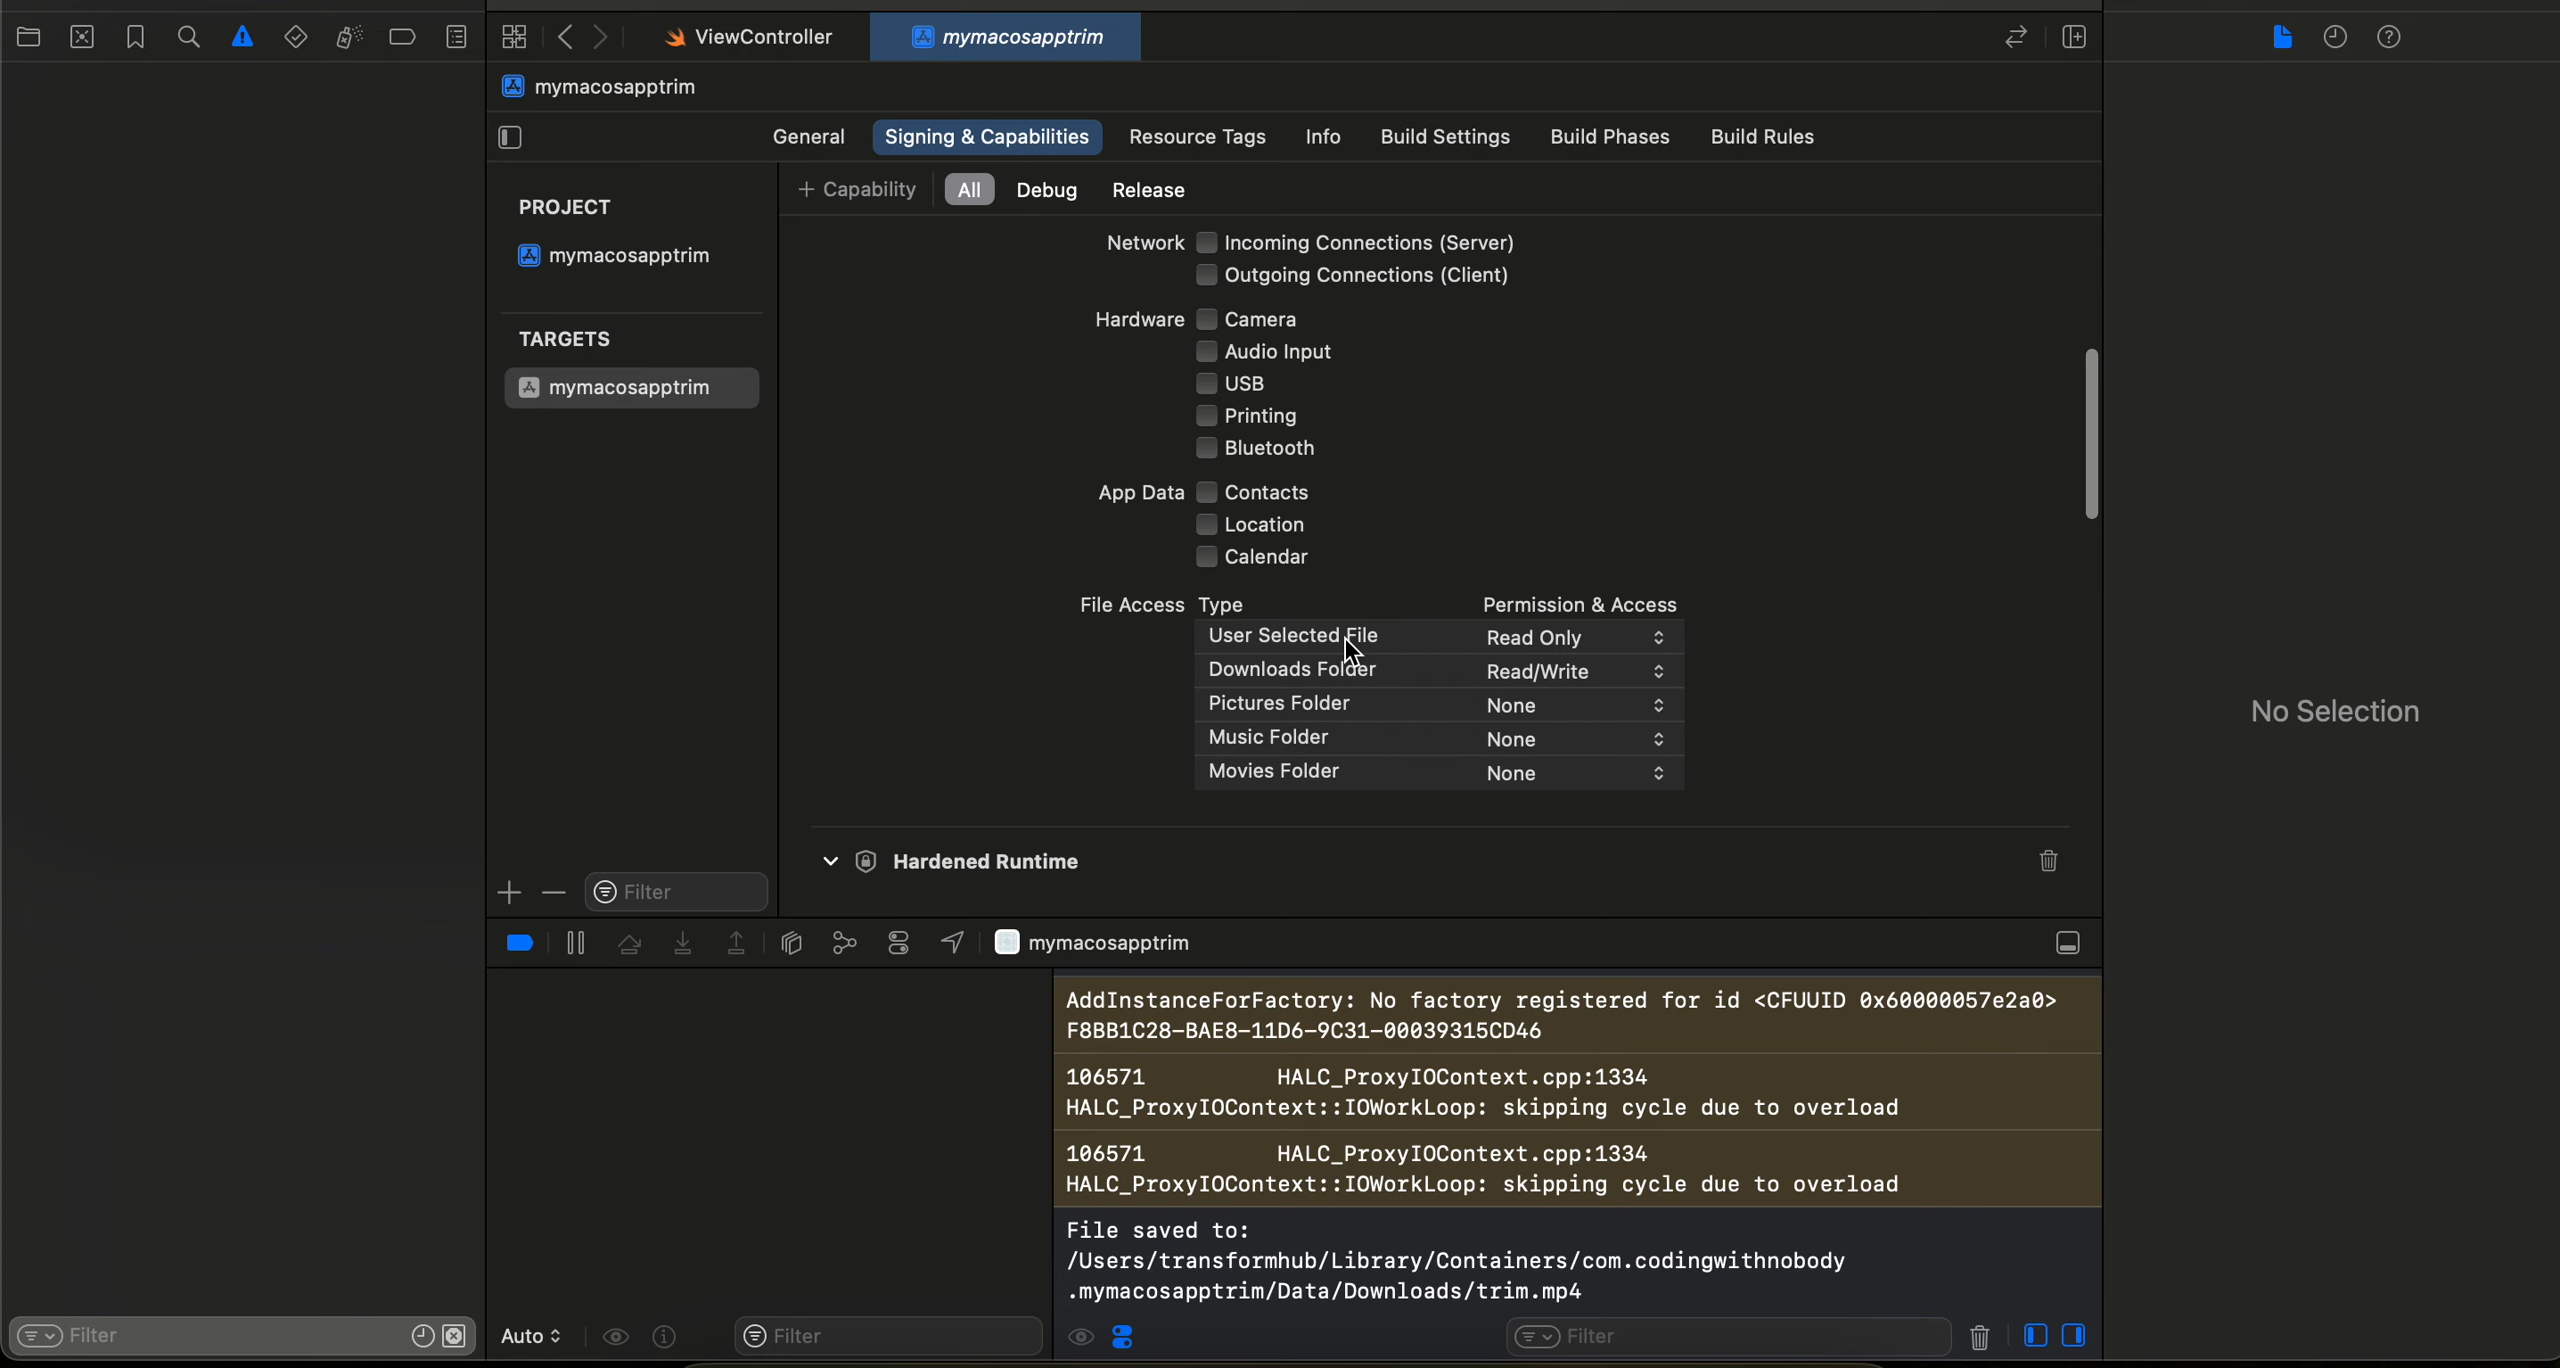 ViewController
mymacosapptrim
mymacosapptrim
General Signing & Capabilities Resource Tags Info Build Settings Build Phases Build Rules
+ Capability All Debug Release
PROJECT
mymacosapptrim
TARGETS
mymacosapptrim
Filter
Network Incoming Connections (Server)
Outgoing Connections (Client)
Hardware Camera
Audio Input
USB
Printing
Bluetooth
App Data Contacts
Location
Calendar
File Access Type Permission & Access
User Selected File Read Only
Downloads Folder Read/Write
Pictures Folder None
Music Folder None
Movies Folder None
Hardened Runtime
No Selection
mymacosapptrim
AddInstanceForFactory: No factory registered for id <CFUUID 0x60000057e2a0>
F8BB1C28-BAE8-11D6-9C31-00039315CD46
106571 HALC_ProxyIOContext.cpp:1334
HALC_ProxyIOContext::IOWorkLoop: skipping cycle due to overload
106571 HALC_ProxyIOContext.cpp:1334
HALC_ProxyIOContext::IOWorkLoop: skipping cycle due to overload
File saved to:
/Users/transformhub/Library/Containers/com.codingwithnobody
.mymacosapptrim/Data/Downloads/trim.mp4
Filter
Auto
Filter
Filter